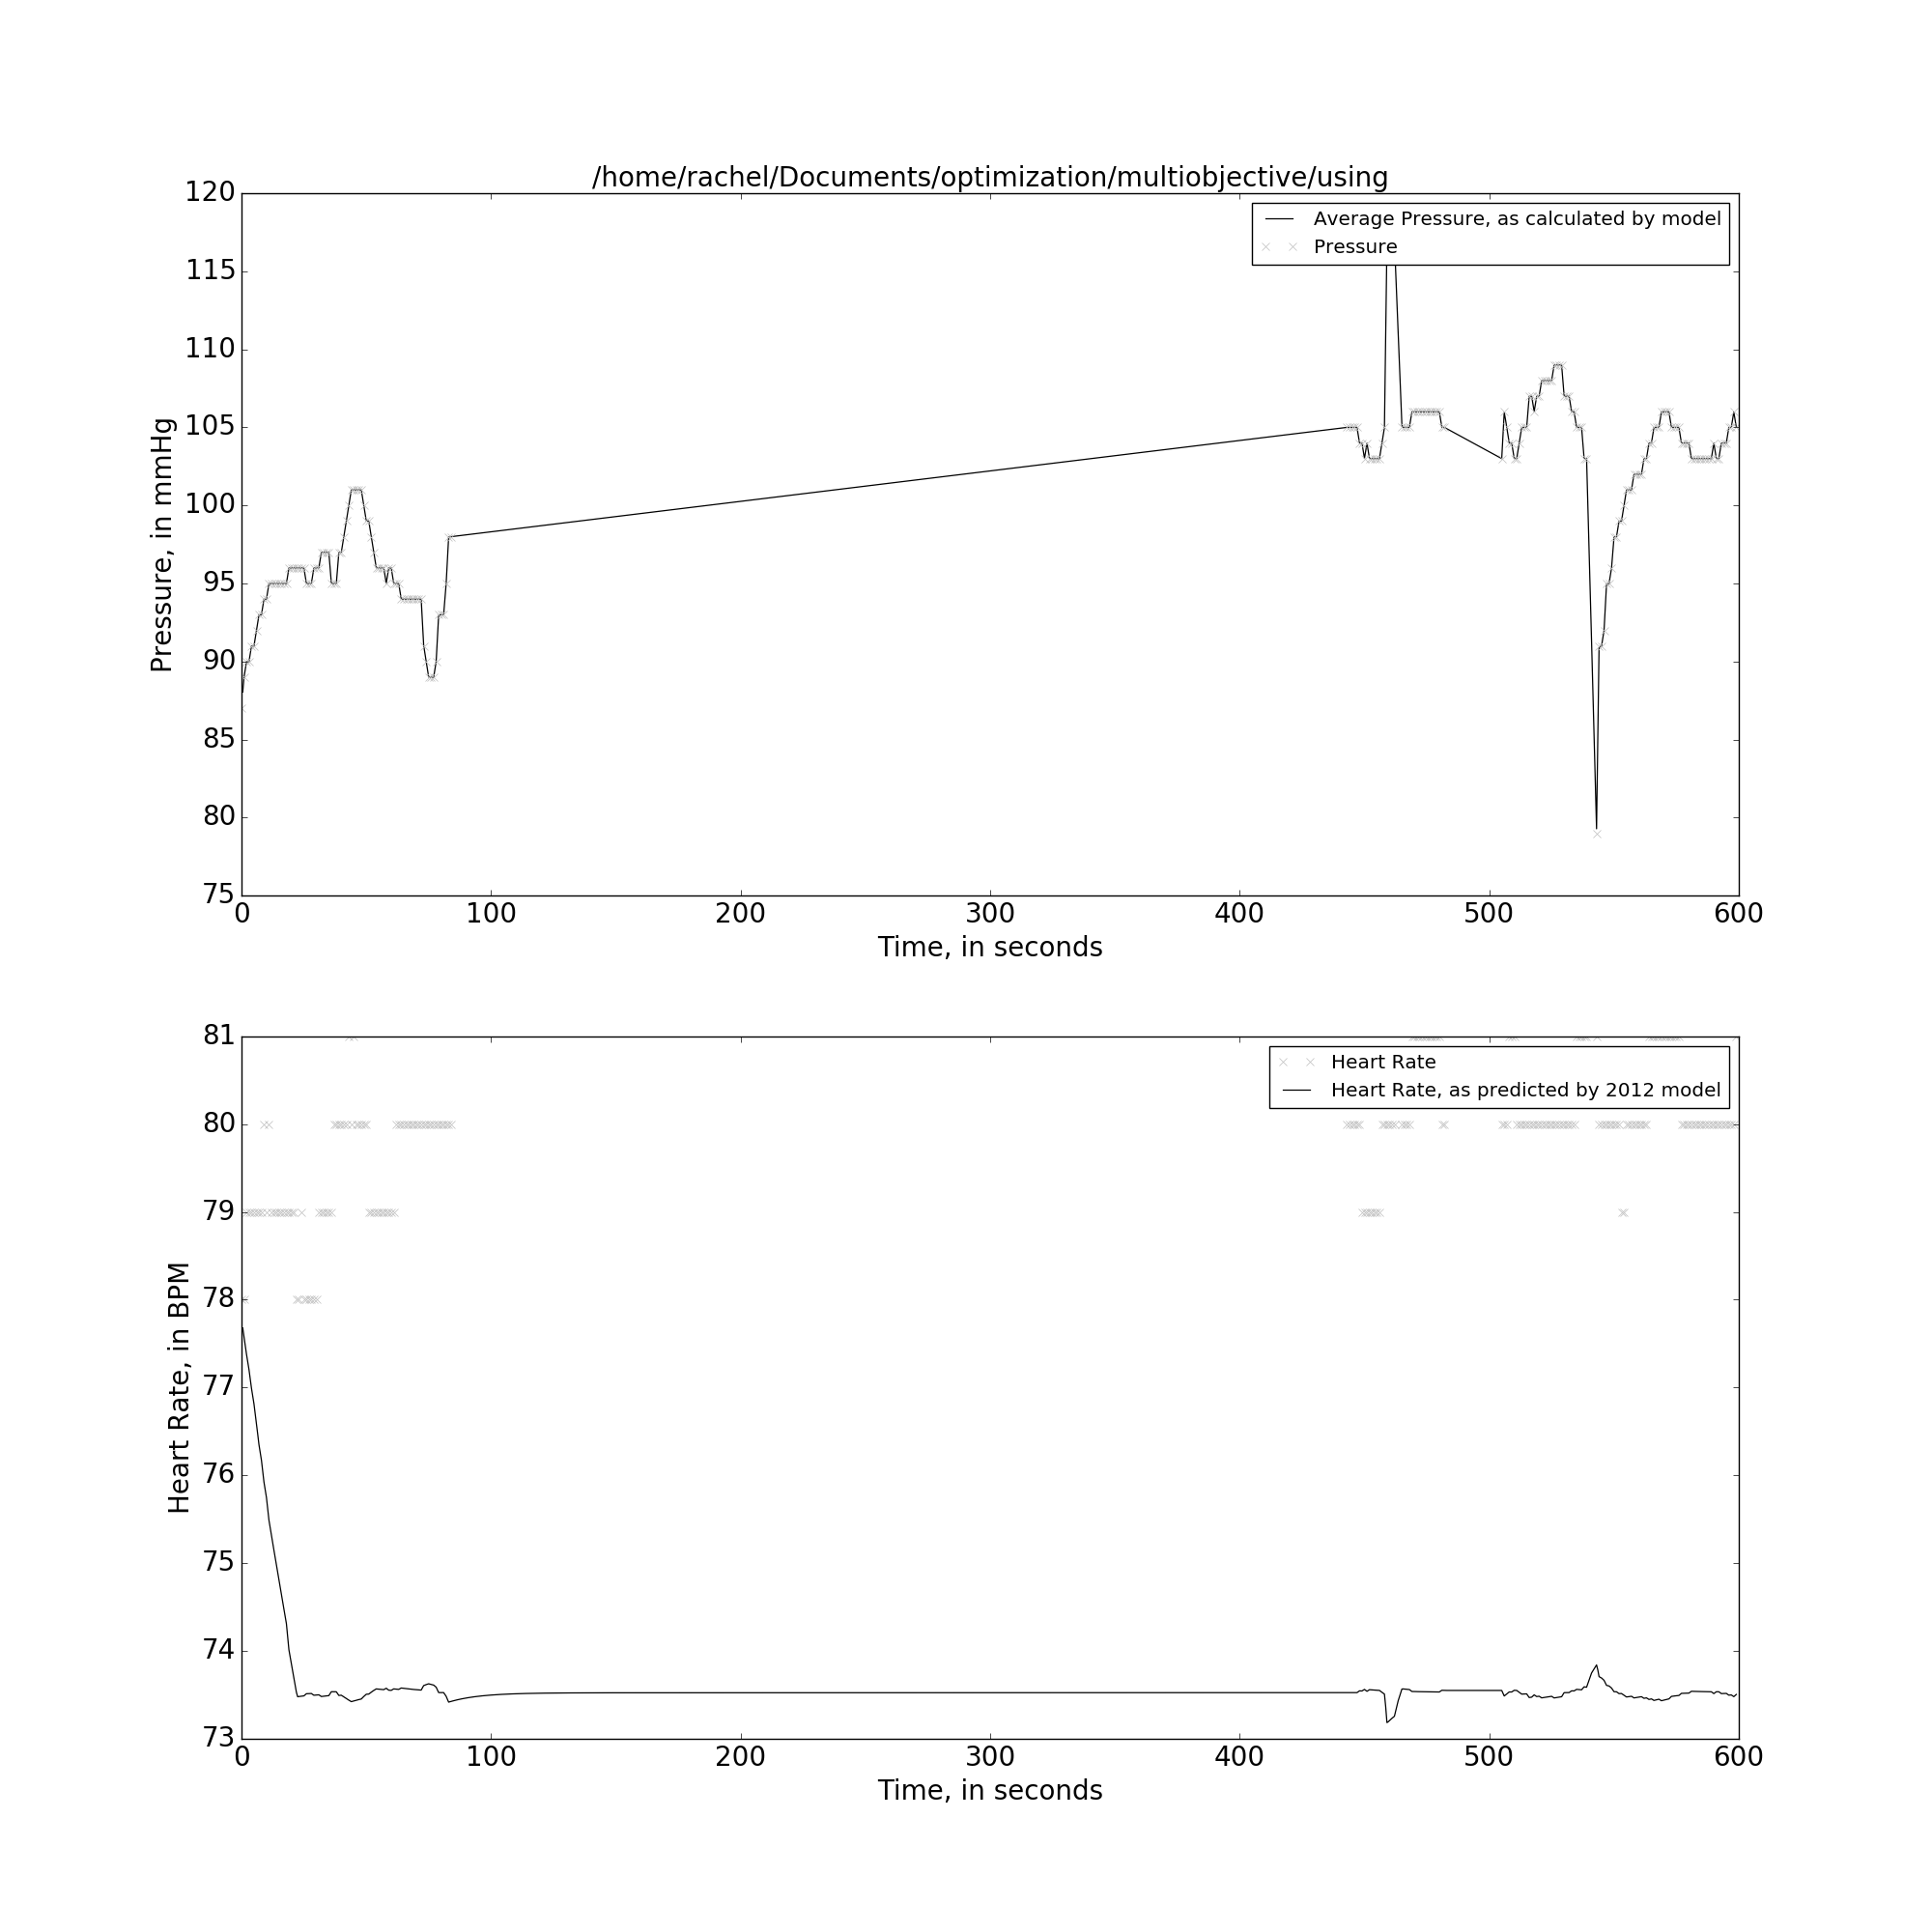 /home/rachel/Documents/optimization/multiobjective/using
120
115
110
105
100
95
90
85
80
75
Pressure, in mmHg
Average Pressure, as calculated by model
Pressure
0 100 200 300 400 500 600
Time, in seconds
81
80
79
78
77
76
75
74
73
Heart Rate, in BPM
Heart Rate
Heart Rate, as predicted by 2012 model
0 100 200 300 400 500 600
Time, in seconds